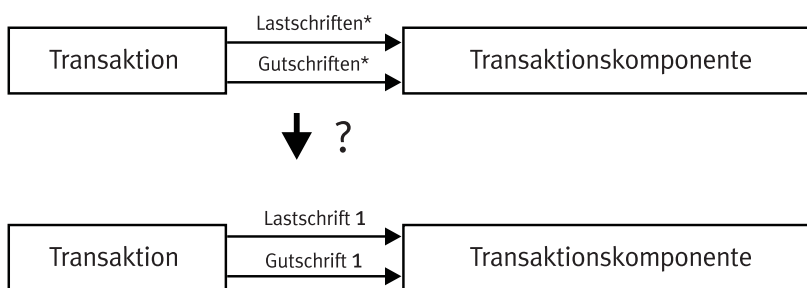 Lastschriften*
Transaktion
Gutschriften*
Transaktionskomponente
?
Lastschrift 1
Transaktion
Gutschrift 1
Transaktionskomponente